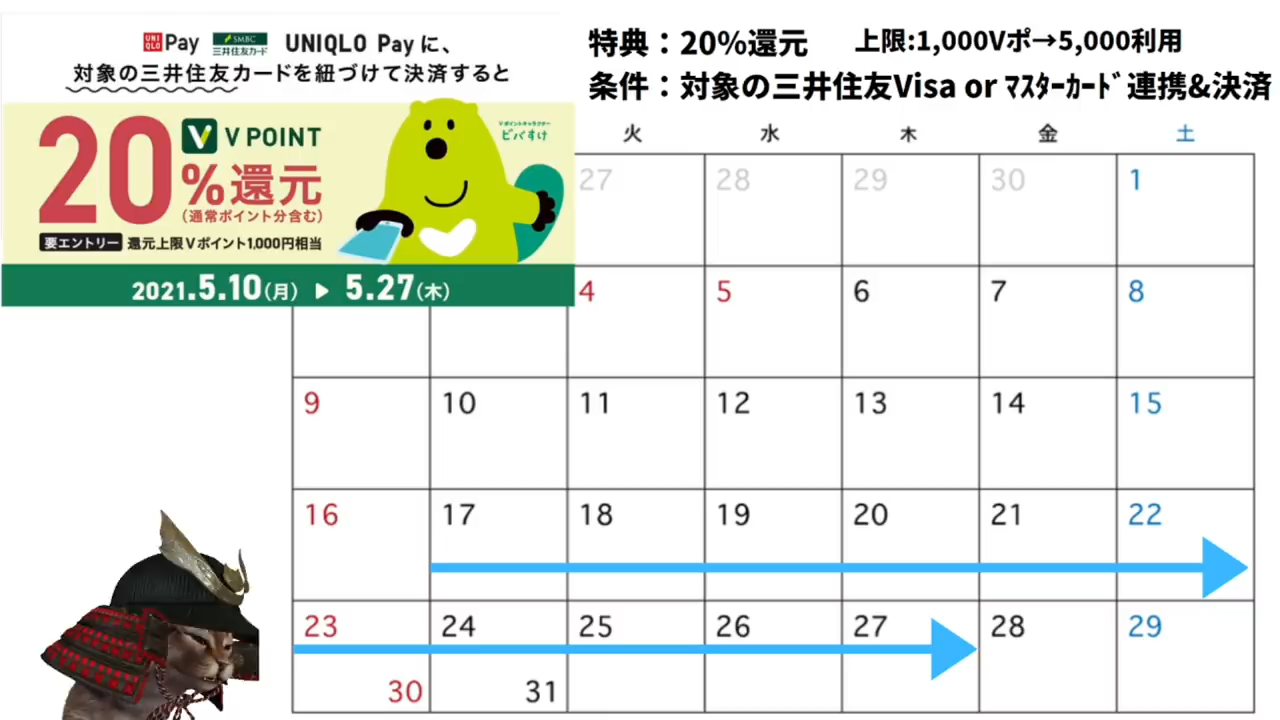 UNI QLO Pay SMBC 三井住友カード UNIQLO Payに、
対象の三井住友カードを紐づけて決済すると
20%還元 V POINT
(通常ポイント分含む)
要エントリー 還元上限Vポイント1,000円相当
Vポイントキャラクター
ビバすけ
2021.5.10(月) ▶ 5.27(木)
特典：20%還元 上限:1,000Vポ→5,000利用
条件：対象の三井住友Visa or ﾏｽﾀｰｶｰﾄﾞ連携&決済
火 水 木 金 土
27 28 29 30 1
4 5 6 7 8
9 10 11 12 13 14 15
16 17 18 19 20 21 22
23 24 25 26 27 28 29
30 31